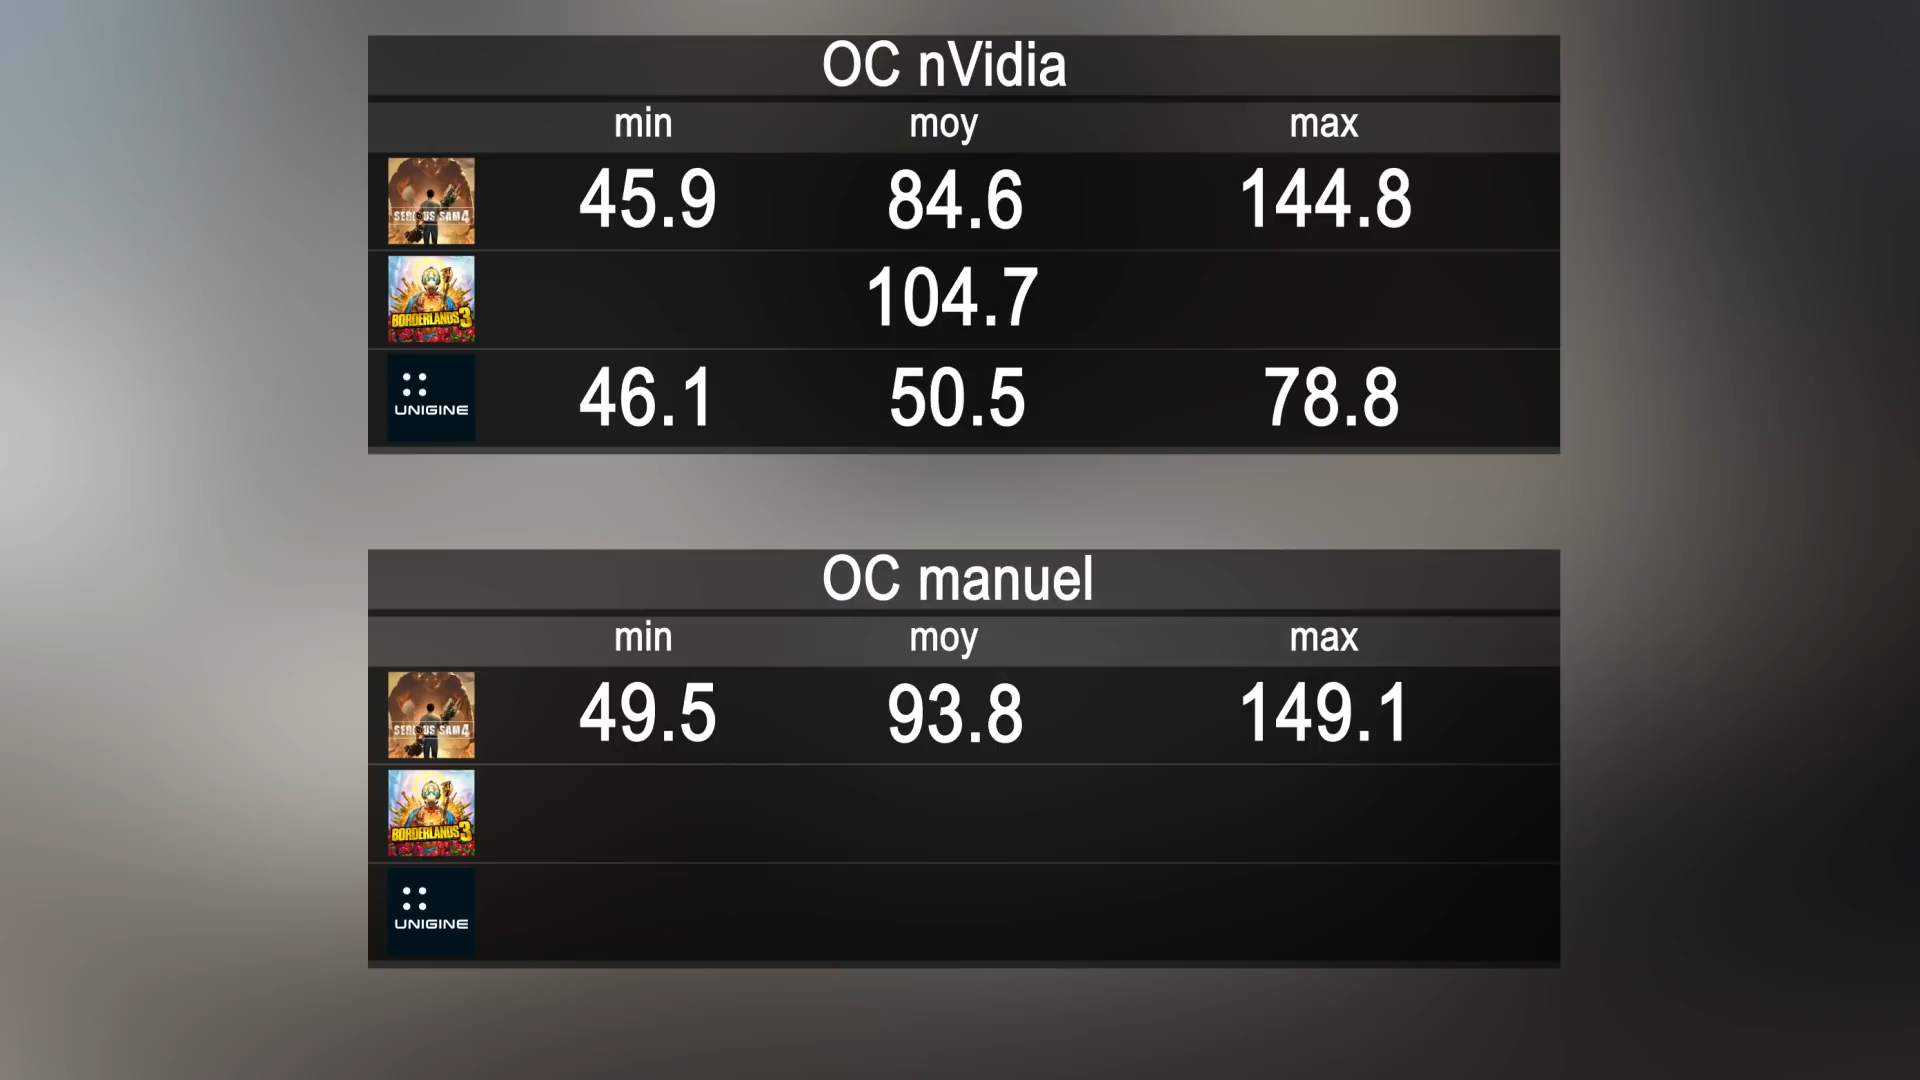 OC nVidia
min moy max
SERIOUS SAM 4
45.9 84.6 144.8
BORDERLANDS 3
104.7
UNIGINE
46.1 50.5 78.8
OC manuel
min moy max
SERIOUS SAM 4
49.5 93.8 149.1
BORDERLANDS 3
UNIGINE